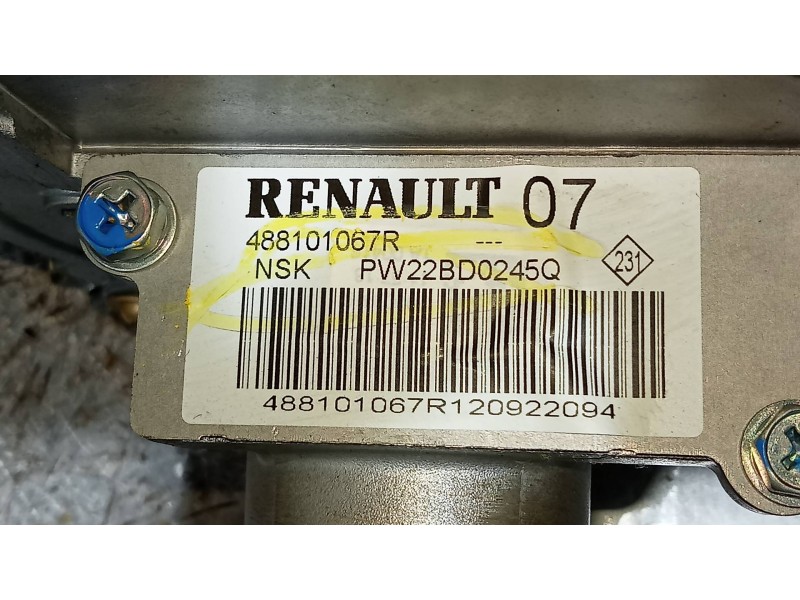 RENAULT 07
488101067R ---
NSK PW22BD0245Q 231
488101067R120922094